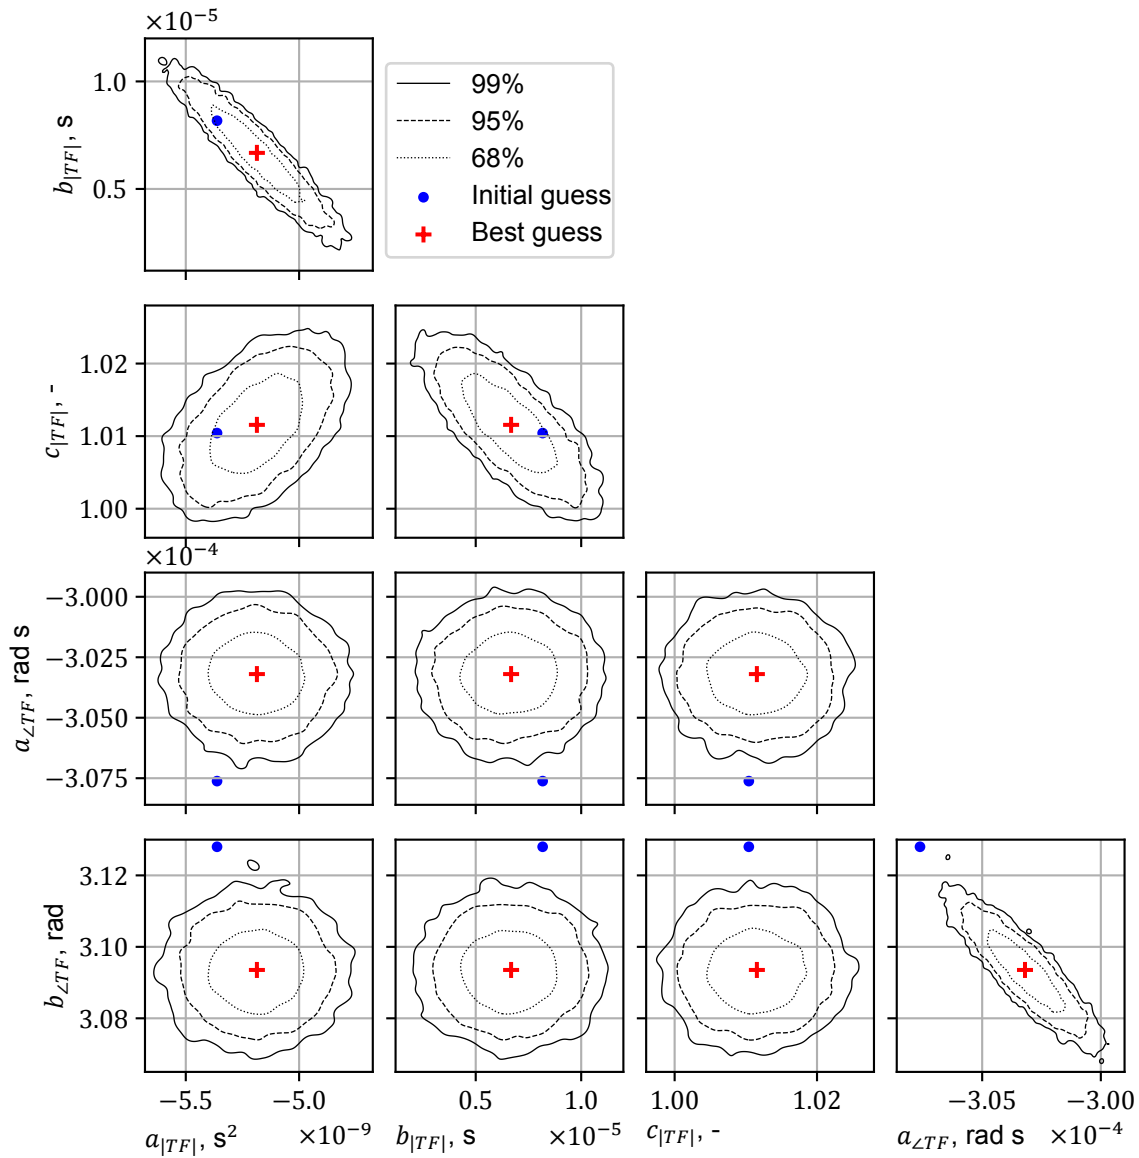 ×10⁻⁵
1.0
0.5
b|TF|, s
99%
95%
68%
Initial guess
Best guess
1.02
1.01
1.00
c|TF|, -
×10⁻⁴
−3.000
−3.025
−3.050
−3.075
a∠TF, rad s
3.12
3.10
3.08
b∠TF, rad
−5.5 −5.0 0.5 1.0 1.00 1.02 −3.05 −3.00
a|TF|, s² ×10⁻⁹ b|TF|, s ×10⁻⁵ c|TF|, - a∠TF, rad s ×10⁻⁴